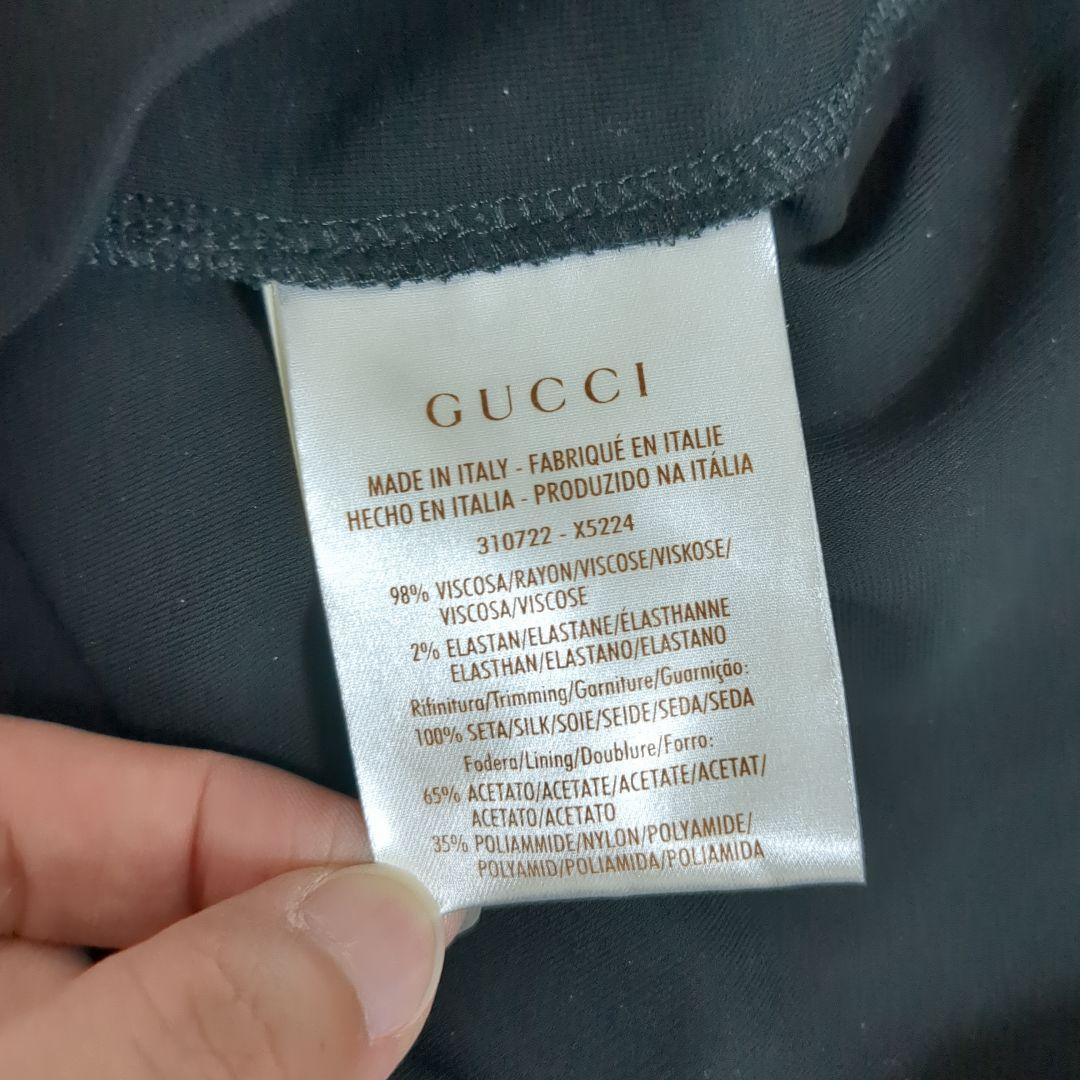 GUCCI
MADE IN ITALY - FABRIQUÉ EN ITALIE
HECHO EN ITALIA - PRODUZIDO NA ITÁLIA
310722 - X5224
98% VISCOSA/RAYON/VISCOSE/VISKOSE/
VISCOSA/VISCOSE
2% ELASTAN/ELASTANE/ÉLASTHANNE
ELASTHAN/ELASTANO/ELASTANO
Rifinitura/Trimming/Garniture/Guarnição:
100% SETA/SILK/SOIE/SEIDE/SEDA/SEDA
Fodera/Lining/Doublure/Forro:
65% ACETATO/ACETATE/ACETATE/ACETAT/
ACETATO/ACETATO
35% POLIAMMIDE/NYLON/POLYAMIDE/
POLYAMID/POLIAMIDA/POLIAMIDA